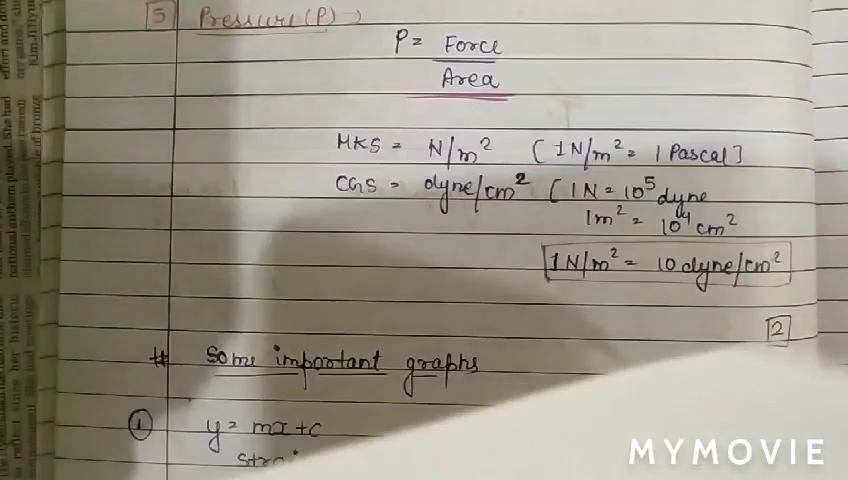 5 Pressure (P) →
P = Force
Area
MKS = N/m² [1N/m² = 1 Pascal]
CGS = dyne/cm² [1N = 10⁵ dyne
1m² = 10⁴ cm²
1N/m² = 10 dyne/cm²
2
# Some important graphs
① y = mx + c
MYMOVIE